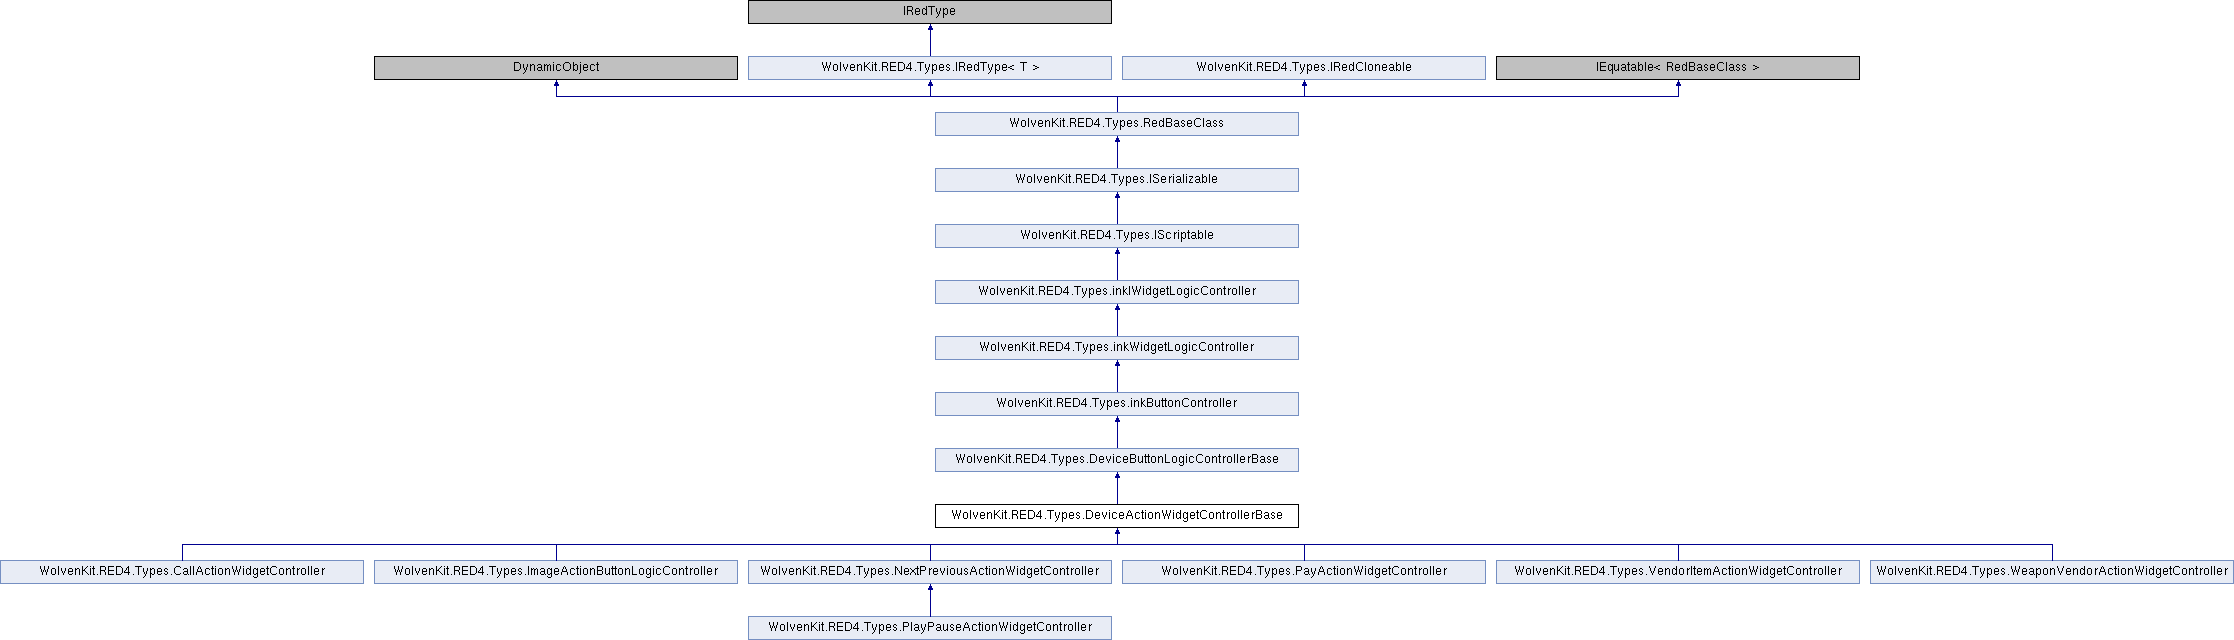 IRedType
DynamicObject
WolvenKit.RED4.Types.IRedType< T >
WolvenKit.RED4.Types.IRedCloneable
IEquatable< RedBaseClass >
WolvenKit.RED4.Types.RedBaseClass
WolvenKit.RED4.Types.ISerializable
WolvenKit.RED4.Types.IScriptable
WolvenKit.RED4.Types.inkIWidgetLogicController
WolvenKit.RED4.Types.inkWidgetLogicController
WolvenKit.RED4.Types.inkButtonController
WolvenKit.RED4.Types.DeviceButtonLogicControllerBase
WolvenKit.RED4.Types.DeviceActionWidgetControllerBase
WolvenKit.RED4.Types.CallActionWidgetController
WolvenKit.RED4.Types.ImageActionButtonLogicController
WolvenKit.RED4.Types.NextPreviousActionWidgetController
WolvenKit.RED4.Types.PayActionWidgetController
WolvenKit.RED4.Types.VendorItemActionWidgetController
WolvenKit.RED4.Types.WeaponVendorActionWidgetController
WolvenKit.RED4.Types.PlayPauseActionWidgetController